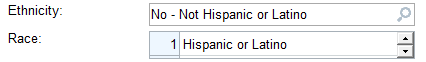 Ethnicity: No - Not Hispanic or Latino
Race: 1 Hispanic or Latino